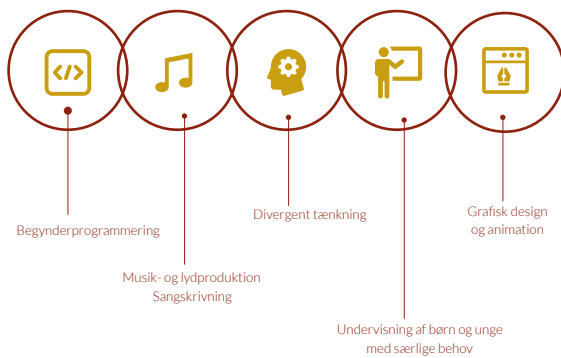 Begynderprogrammering
Musik- og lydproduktion
Sangskrivning
Divergent tænkning
Undervisning af børn og unge
med særlige behov
Grafisk design
og animation